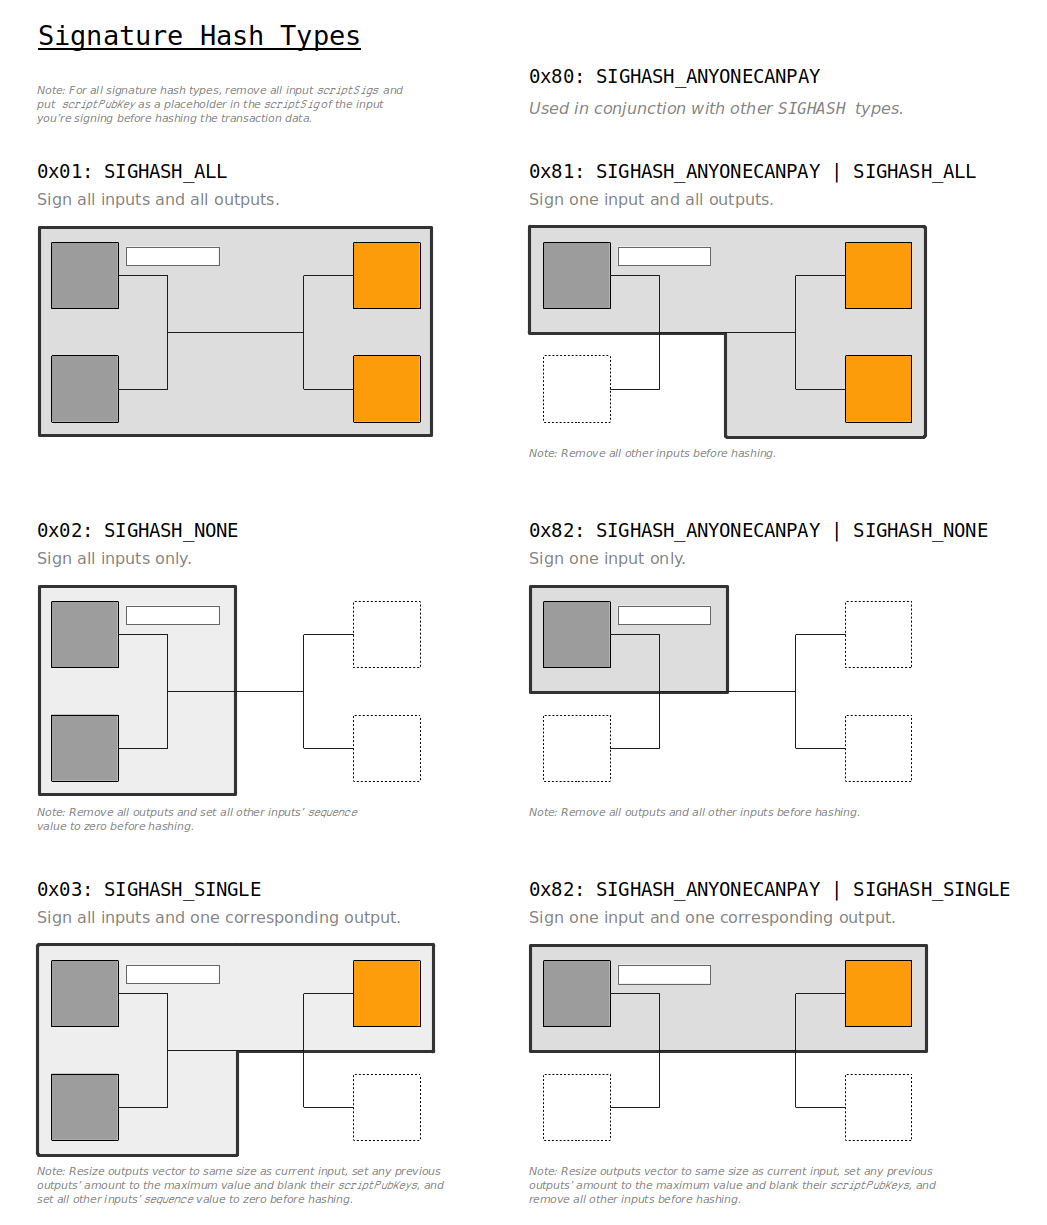 Signature Hash Types
Note: For all signature hash types, remove all input scriptSigs and
put scriptPubKey as a placeholder in the scriptSig of the input
you're signing before hashing the transaction data.
0x80: SIGHASH_ANYONECANPAY
Used in conjunction with other SIGHASH types.
0x01: SIGHASH_ALL
Sign all inputs and all outputs.
0x81: SIGHASH_ANYONECANPAY | SIGHASH_ALL
Sign one input and all outputs.
Note: Remove all other inputs before hashing.
0x02: SIGHASH_NONE
Sign all inputs only.
Note: Remove all outputs and set all other inputs' sequence
value to zero before hashing.
0x82: SIGHASH_ANYONECANPAY | SIGHASH_NONE
Sign one input only.
Note: Remove all outputs and all other inputs before hashing.
0x03: SIGHASH_SINGLE
Sign all inputs and one corresponding output.
Note: Resize outputs vector to same size as current input, set any previous
outputs' amount to the maximum value and blank their scriptPubKeys, and
set all other inputs' sequence value to zero before hashing.
0x82: SIGHASH_ANYONECANPAY | SIGHASH_SINGLE
Sign one input and one corresponding output.
Note: Resize outputs vector to same size as current input, set any previous
outputs' amount to the maximum value and blank their scriptPubKeys, and
remove all other inputs before hashing.